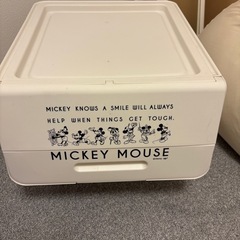 MICKEY KNOWS A SMILE WILL ALWAYS
HELP WHEN THINGS GET TOUGH.
MICKEY MOUSE